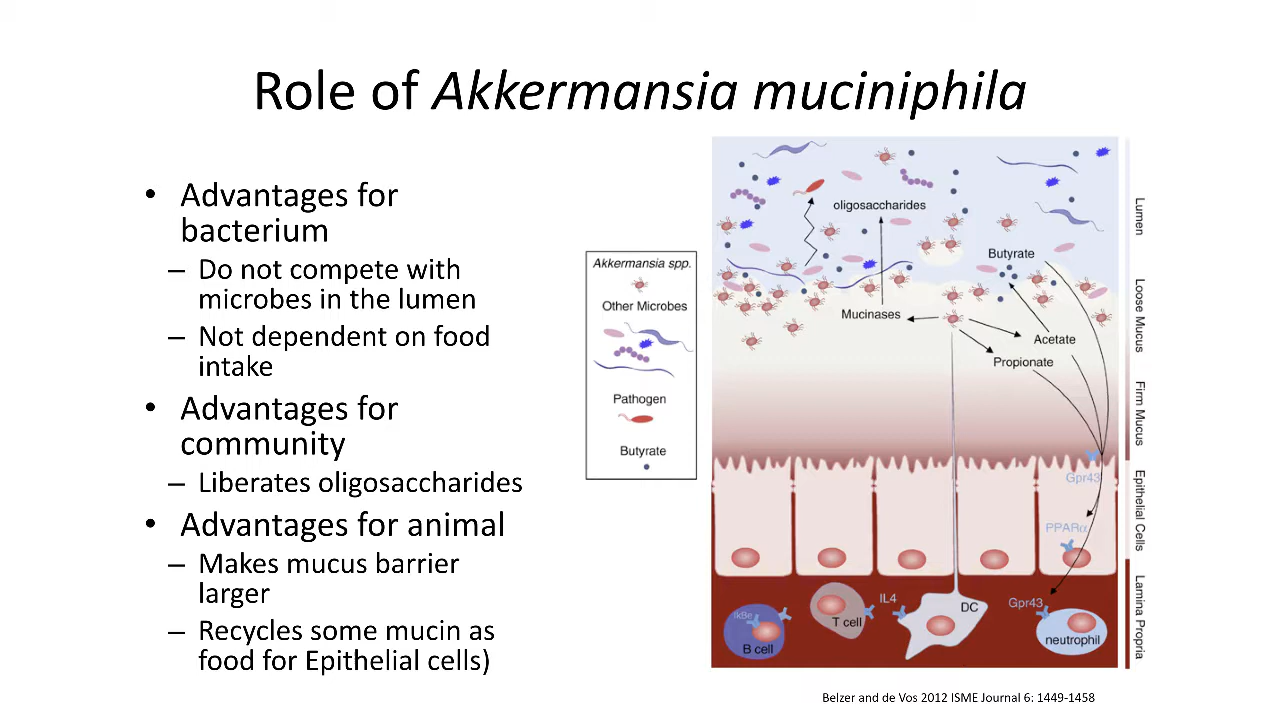 Role of Akkermansia muciniphila
• Advantages for
bacterium
– Do not compete with
microbes in the lumen
– Not dependent on food
intake
• Advantages for
community
– Liberates oligosaccharides
• Advantages for animal
– Makes mucus barrier
larger
– Recycles some mucin as
food for Epithelial cells)
Akkermansia spp.
Other Microbes
Pathogen
Butyrate
oligosaccharides
Butyrate
Mucinases
Acetate
Propionate
Gpr43
PPARα
IkBe
B cell
T cell
IL4
DC
Gpr43
neutrophil
Lumen
Loose Mucus
Firm Mucus
Epithelial Cells
Lamina Propria
Belzer and de Vos 2012 ISME Journal 6: 1449-1458